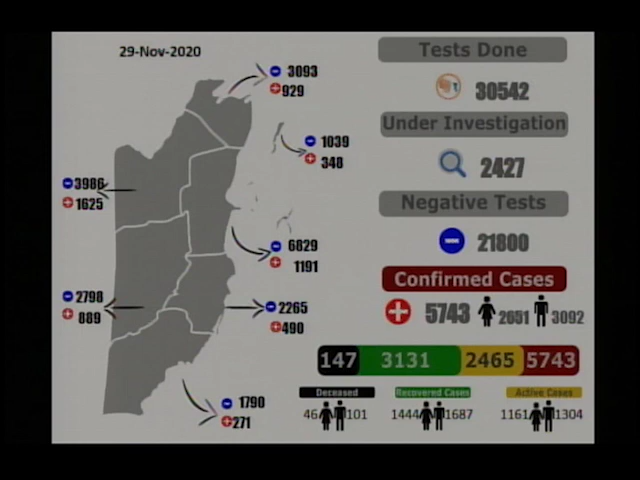 29-Nov-2020
3093
929
1039
348
3986
1625
6829
1191
2798
889
2265
490
1790
271
Tests Done
30542
Under Investigation
2427
Negative Tests
21800
Confirmed Cases
5743 2651 3092
147 3131 2465 5743
Deceased Recovered Cases Active Cases
46 101 1444 1687 1161 1304